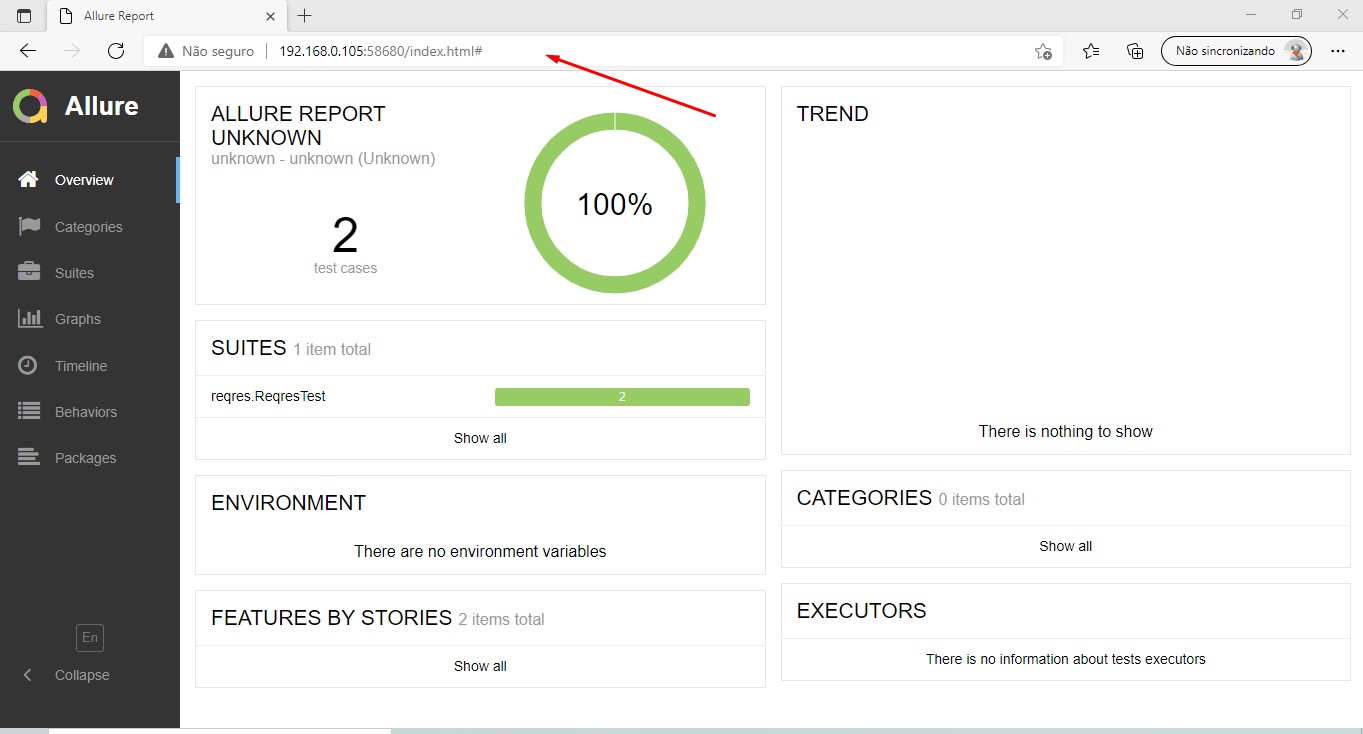 Allure Report
Não seguro
192.168.0.105:58680/index.html#
Não sincronizando
Allure
Overview
Categories
Suites
Graphs
Timeline
Behaviors
Packages
En
Collapse
ALLURE REPORT
UNKNOWN
unknown - unknown (Unknown)
2
test cases
100%
SUITES 1 item total
reqres.ReqresTest
2
Show all
ENVIRONMENT
There are no environment variables
FEATURES BY STORIES 2 items total
Show all
TREND
There is nothing to show
CATEGORIES 0 items total
Show all
EXECUTORS
There is no information about tests executors